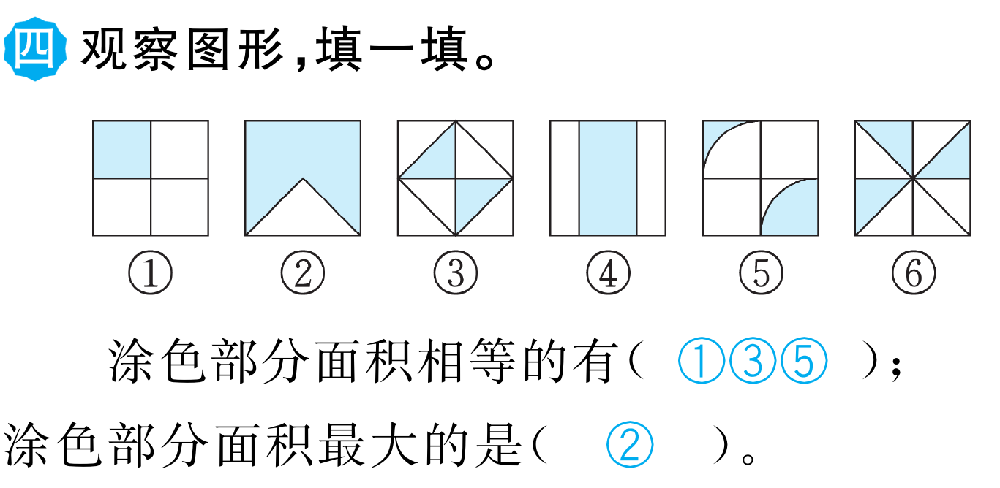 四 观察图形,填一填。
① ② ③ ④ ⑤ ⑥
涂色部分面积相等的有( ①③⑤ );
涂色部分面积最大的是( ② )。